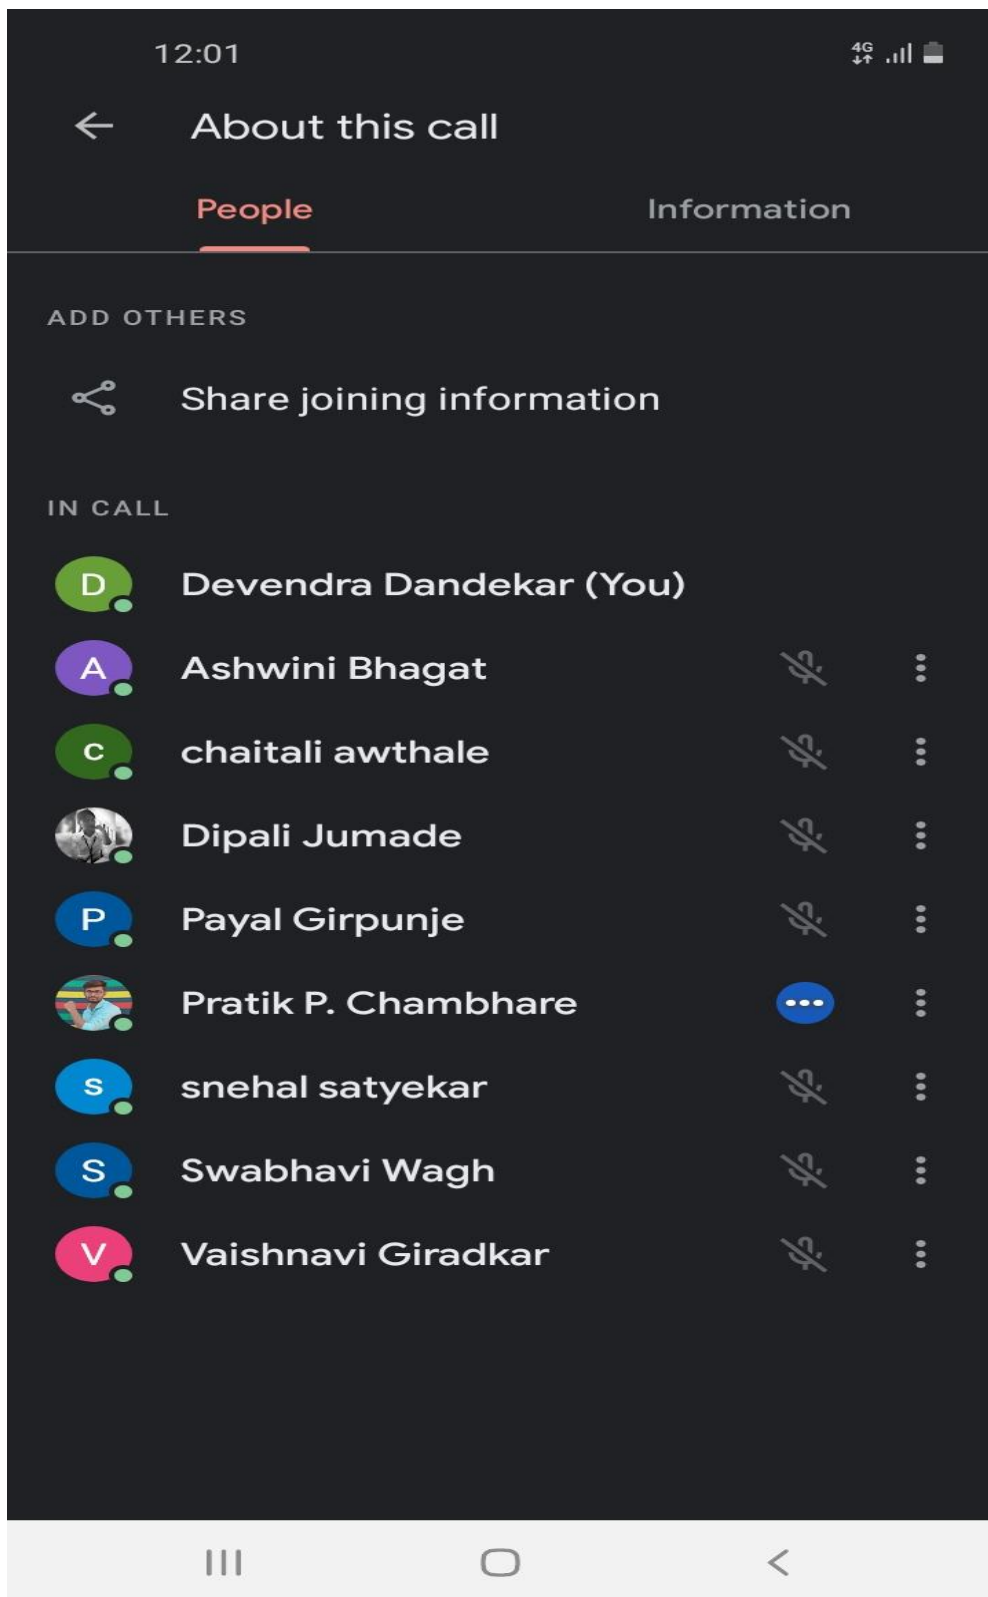 12:01
4G
About this call
People
Information
ADD OTHERS
Share joining information
IN CALL
D
Devendra Dandekar (You)
A
Ashwini Bhagat
c
chaitali awthale
Dipali Jumade
P
Payal Girpunje
Pratik P. Chambhare
s
snehal satyekar
S
Swabhavi Wagh
V
Vaishnavi Giradkar